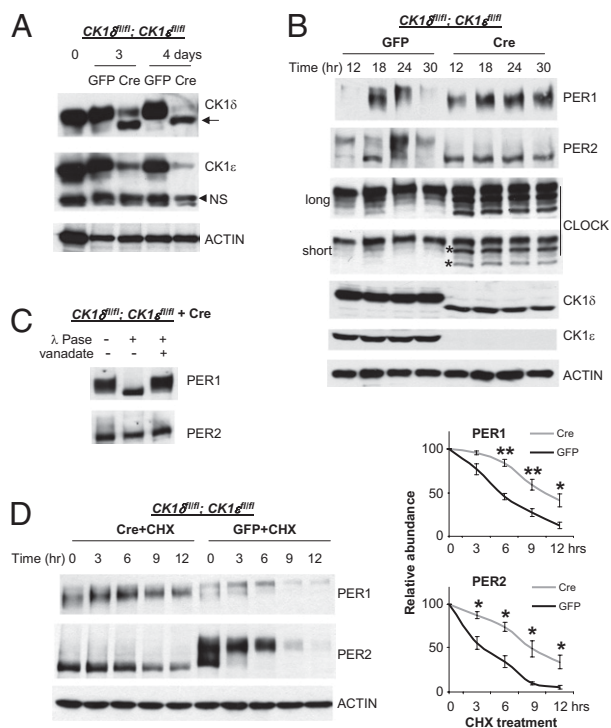 A
CK1δfl/fl; CK1εfl/fl
0 3 4 days
GFP Cre GFP Cre
CK1δ
CK1ε
NS
ACTIN
B
CK1δfl/fl; CK1εfl/fl
GFP Cre
Time (hr) 12 18 24 30 12 18 24 30
PER1
PER2
long
CLOCK
short
*
*
CK1δ
CK1ε
ACTIN
C
CK1δfl/fl; CK1εfl/fl + Cre
λ Pase - + +
vanadate - - +
PER1
PER2
D
CK1δfl/fl; CK1εfl/fl
Cre+CHX GFP+CHX
Time (hr) 0 3 6 9 12 0 3 6 9 12
PER1
PER2
ACTIN
Relative abundance
PER1
Cre
GFP
100
50
0
** ** *
0 3 6 9 12 hrs
PER2
Cre
GFP
100
50
0
* * * *
0 3 6 9 12 hrs
CHX treatment